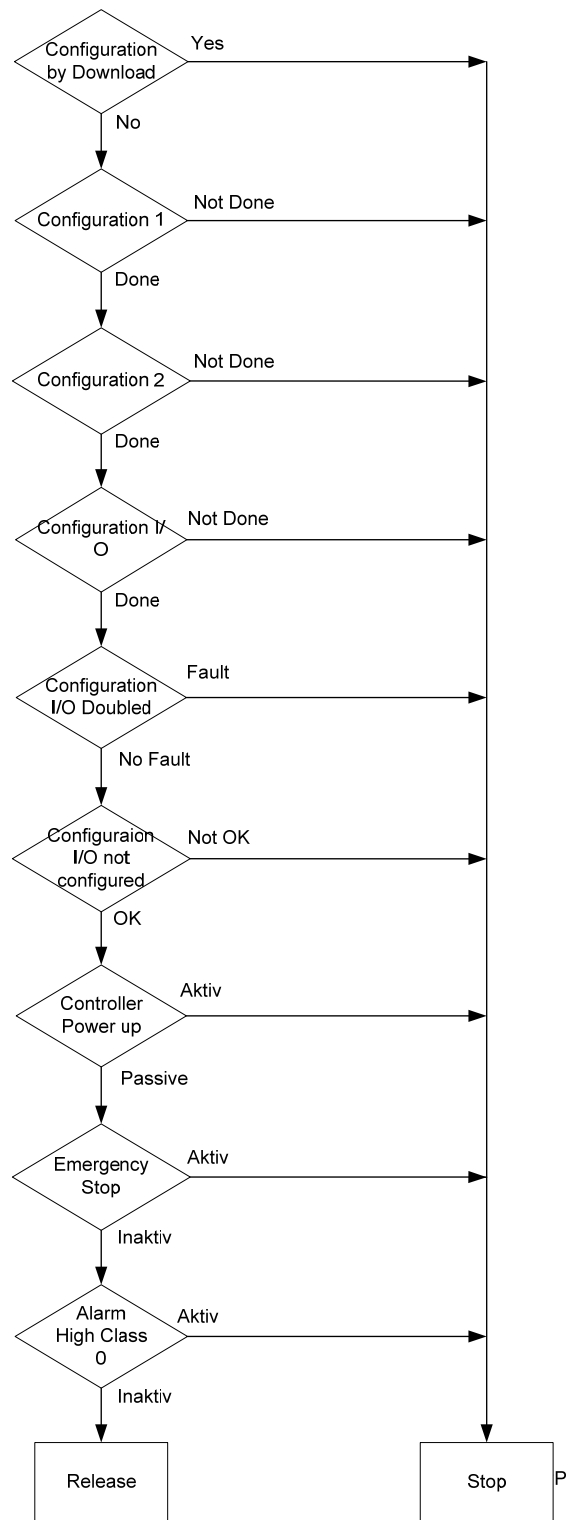 Configuration
by Download
Yes
No
Configuration 1
Not Done
Done
Configuration 2
Not Done
Done
Configuration I/
O
Not Done
Done
Configuration
I/O Doubled
Fault
No Fault
Configuraion
I/O not
configured
Not OK
OK
Controller
Power up
Aktiv
Passive
Emergency
Stop
Aktiv
Inaktiv
Alarm
High Class
0
Aktiv
Inaktiv
Release
Stop
P